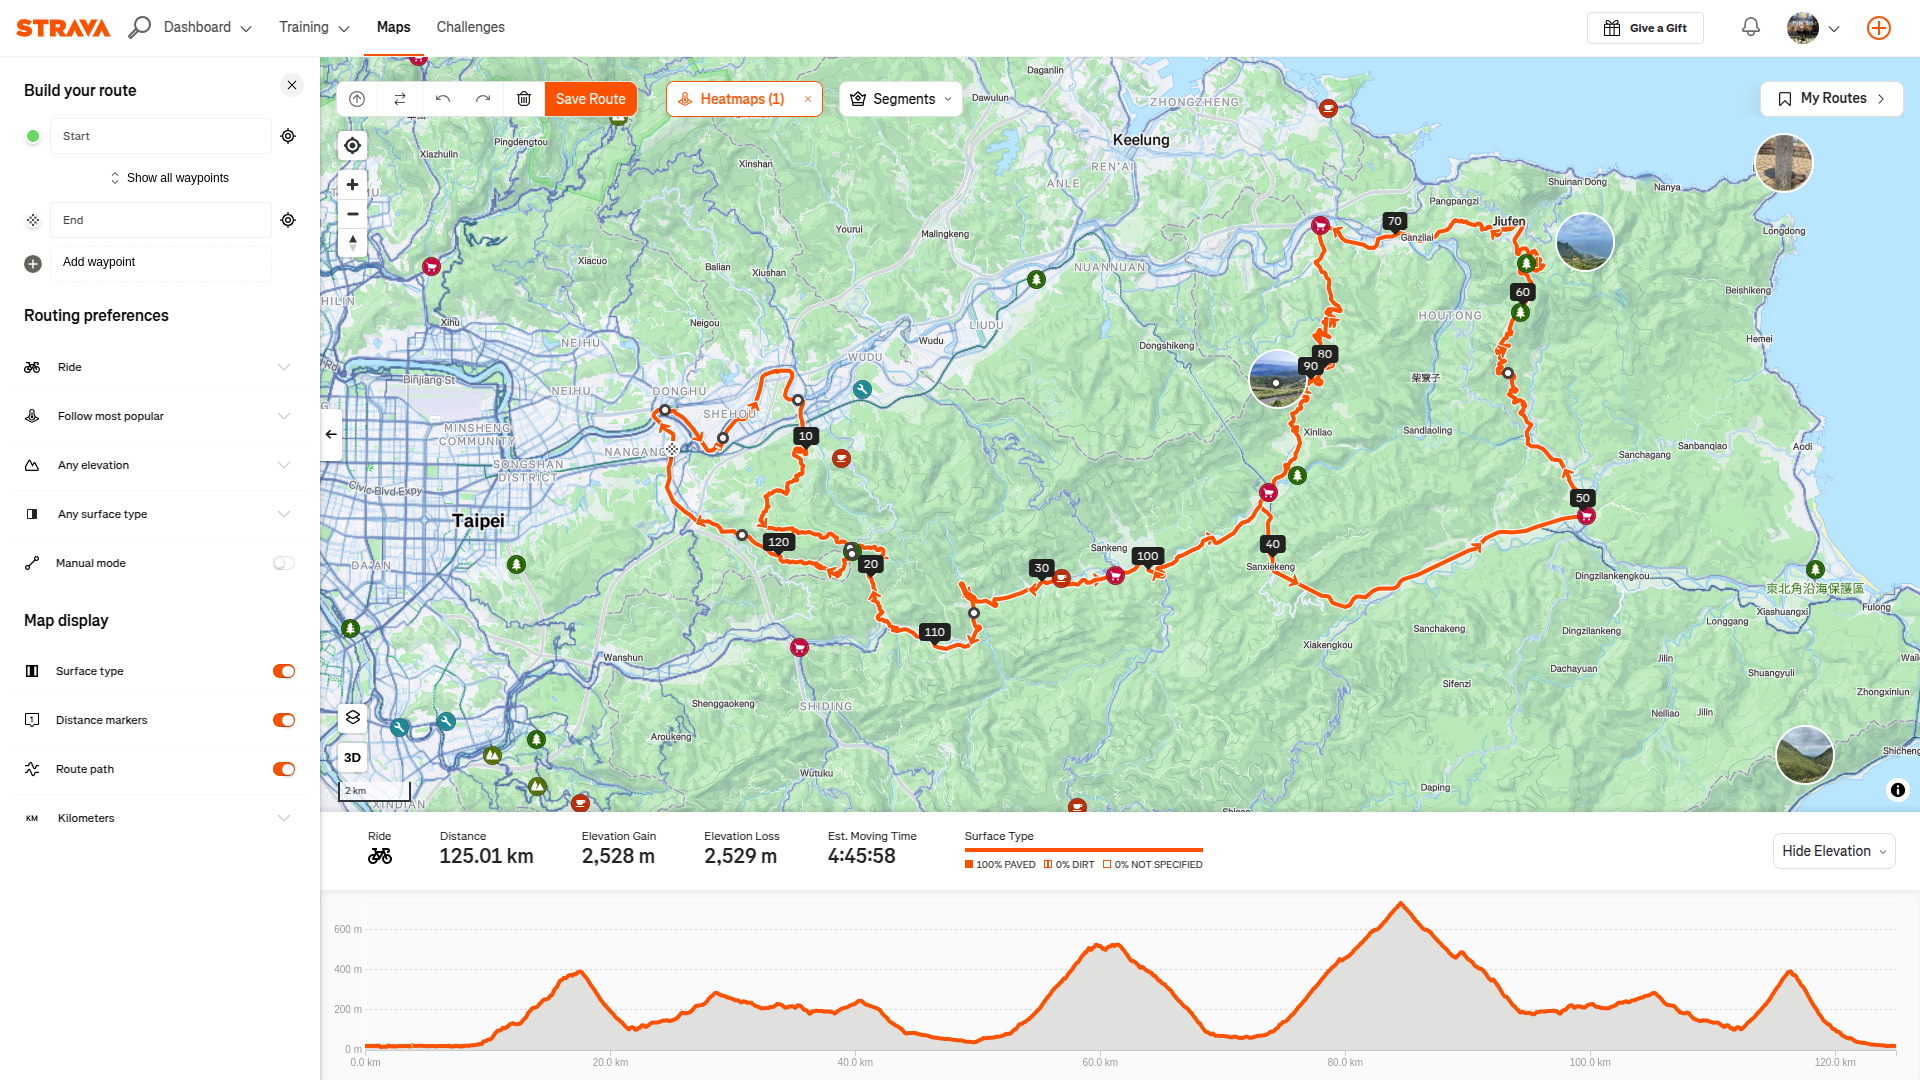 STRAVA
Dashboard
Training
Maps
Challenges
Give a Gift
Build your route
Start
Show all waypoints
End
Add waypoint
Routing preferences
Ride
Follow most popular
Any elevation
Any surface type
Manual mode
Map display
Surface type
Distance markers
Route path
KM Kilometers
Save Route
Heatmaps (1)
Segments
My Routes
3D
2 km
Daganlin
Dawulun
ZHONGZHENG
Keelung
REN'AI
ANLE
Pingdengtou
Xiazhulin
Xinshan
Shuinan Dong
Nanya
Pangpangzi
Jiufen
Longdong
70
Ganzilai
Yourui
Malingkeng
Xiacuo
Balian
Xiushan
NUANNUAN
60
Beishikeng
HILIN
Xihu
Neigou
LIUDU
HOUTONG
NEIHU
Wudu
WUDU
Dongshikeng
80
90
Hemei
柴寮子
Binjiang St
NEIHU
DONGHU
SHEHOU
MINSHENG
COMMUNITY
10
Xinliao
Sandiaoling
Sanbanqiao
Aodi
NANGANG
SONGSHAN
DISTRICT
Sanchagang
Civic Blvd Expy
50
Taipei
120
20
30
Sankeng
100
40
Sanxiekeng
DA'AN
Dingzilankengkou
東北角沿海保護區
Xiashuangxi
Fulong
Longgang
110
Sanchakeng
Dingzilankeng
Xiakengkou
Wanshun
Jilin
Dachayuan
Shuangyuli
Sifenzi
Zhongxinlun
Shenggaokeng
SHIDING
Nelliao
Jilin
Aroukeng
Shicheng
Wutuku
Daping
XINDIAN
Ride
Distance
125.01 km
Elevation Gain
2,528 m
Elevation Loss
2,529 m
Est. Moving Time
4:45:58
Surface Type
100% PAVED 0% DIRT 0% NOT SPECIFIED
Hide Elevation
600 m
400 m
200 m
0 m
0.0 km
20.0 km
40.0 km
60.0 km
80.0 km
100.0 km
120.0 km